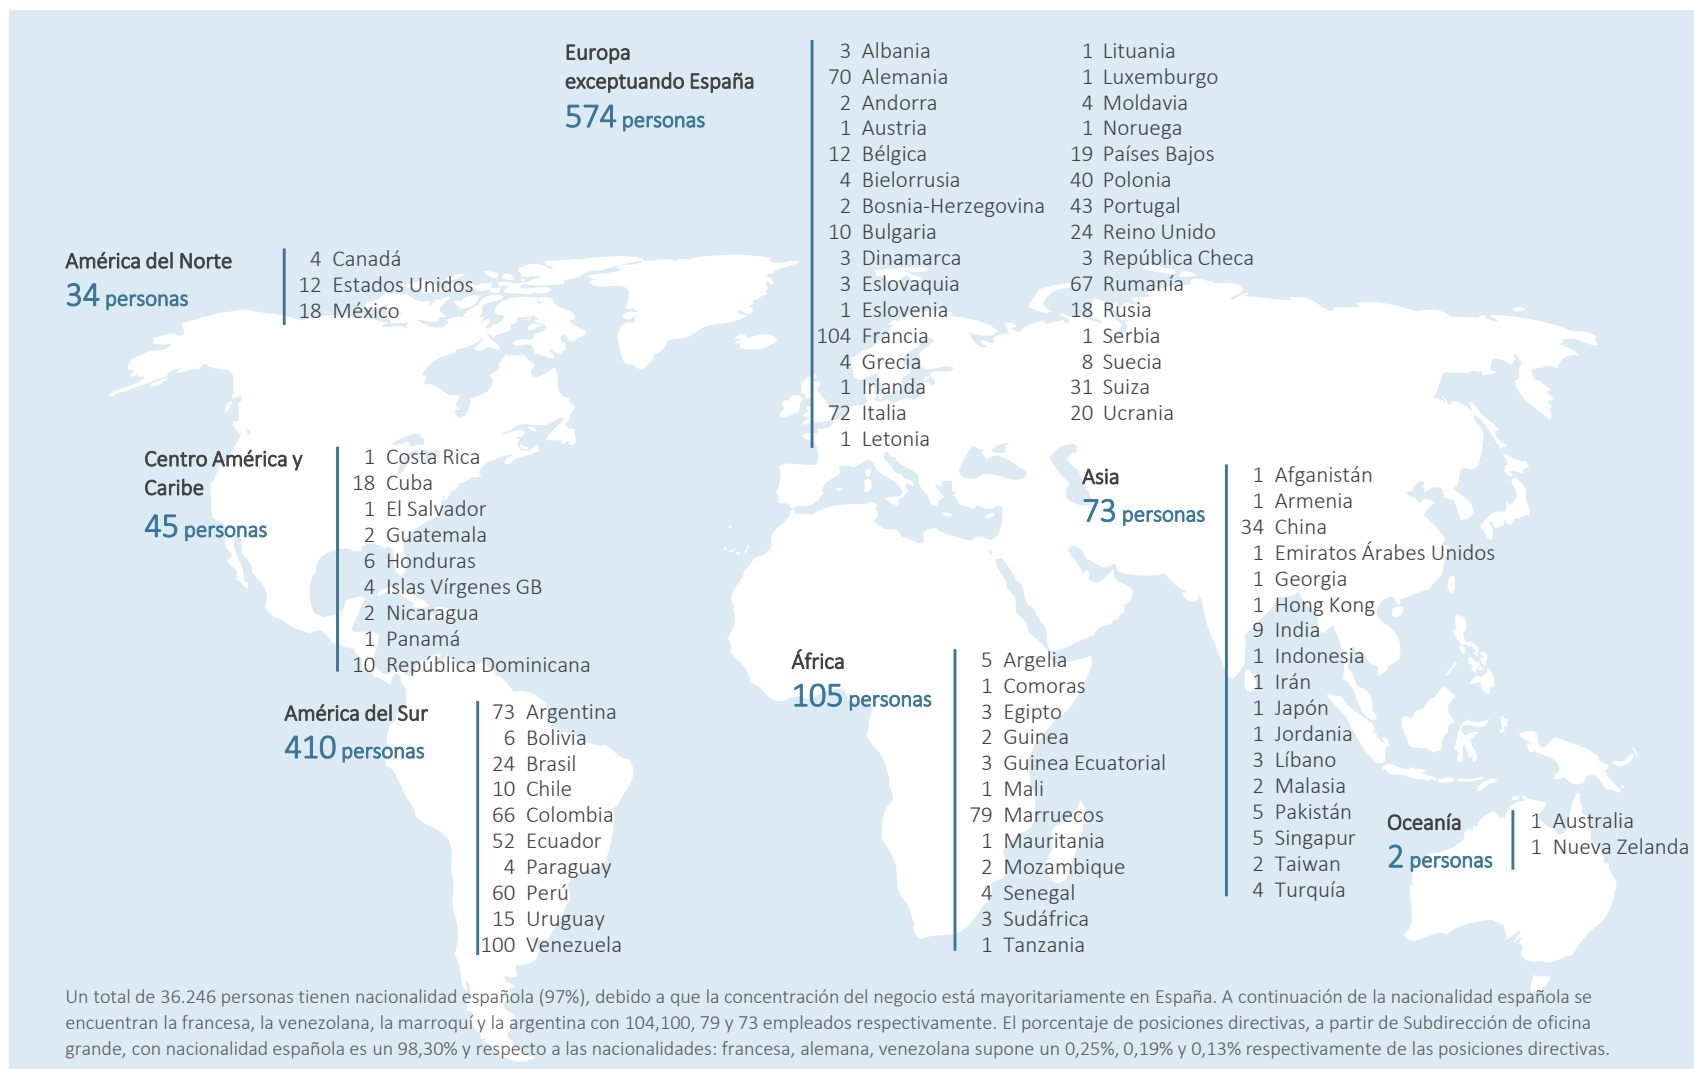 Europa
exceptuando España
574 personas
3 Albania
70 Alemania
2 Andorra
1 Austria
12 Bélgica
4 Bielorrusia
2 Bosnia-Herzegovina
10 Bulgaria
3 Dinamarca
3 Eslovaquia
1 Eslovenia
104 Francia
4 Grecia
1 Irlanda
72 Italia
1 Letonia
1 Lituania
1 Luxemburgo
4 Moldavia
1 Noruega
19 Países Bajos
40 Polonia
43 Portugal
24 Reino Unido
3 República Checa
67 Rumanía
18 Rusia
1 Serbia
8 Suecia
31 Suiza
20 Ucrania
América del Norte
34 personas
4 Canadá
12 Estados Unidos
18 México
Centro América y
Caribe
45 personas
1 Costa Rica
18 Cuba
1 El Salvador
2 Guatemala
6 Honduras
4 Islas Vírgenes GB
2 Nicaragua
1 Panamá
10 República Dominicana
Asia
73 personas
1 Afganistán
1 Armenia
34 China
1 Emiratos Árabes Unidos
1 Georgia
1 Hong Kong
9 India
1 Indonesia
1 Irán
1 Japón
1 Jordania
3 Líbano
2 Malasia
5 Pakistán
5 Singapur
2 Taiwan
4 Turquía
África
105 personas
5 Argelia
1 Comoras
3 Egipto
2 Guinea
3 Guinea Ecuatorial
1 Mali
79 Marruecos
1 Mauritania
2 Mozambique
4 Senegal
3 Sudáfrica
1 Tanzania
América del Sur
410 personas
73 Argentina
6 Bolivia
24 Brasil
10 Chile
66 Colombia
52 Ecuador
4 Paraguay
60 Perú
15 Uruguay
100 Venezuela
Oceanía
2 personas
1 Australia
1 Nueva Zelanda
Un total de 36.246 personas tienen nacionalidad española (97%), debido a que la concentración del negocio está mayoritariamente en España. A continuación de la nacionalidad española se
encuentran la francesa, la venezolana, la marroquí y la argentina con 104,100, 79 y 73 empleados respectivamente. El porcentaje de posiciones directivas, a partir de Subdirección de oficina
grande, con nacionalidad española es un 98,30% y respecto a las nacionalidades: francesa, alemana, venezolana supone un 0,25%, 0,19% y 0,13% respectivamente de las posiciones directivas.